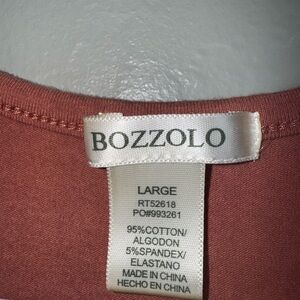 BOZZOLO
LARGE
RT52618
PO#993261
95%COTTON/
ALGODON
5%SPANDEX/
ELASTANO
MADE IN CHINA
HECHO EN CHINA